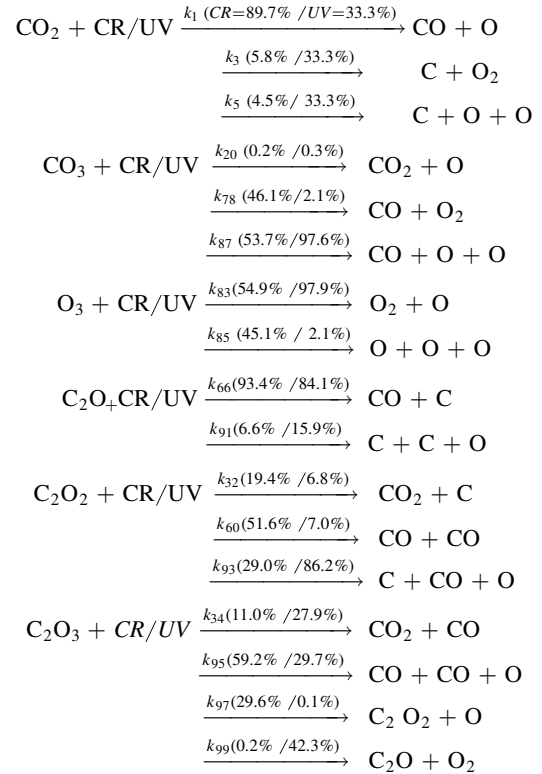 CO₂ + CR/UV k₁ (CR=89.7% /UV=33.3%) → CO + O
k₃ (5.8% /33.3%) → C + O₂
k₅ (4.5%/ 33.3%) → C + O + O
CO₃ + CR/UV k₂₀ (0.2% /0.3%) → CO₂ + O
k₇₈ (46.1%/2.1%) → CO + O₂
k₈₇ (53.7%/97.6%) → CO + O + O
O₃ + CR/UV k₈₃(54.9% /97.9%) → O₂ + O
k₈₅ (45.1% / 2.1%) → O + O + O
C₂O+CR/UV k₆₆(93.4% /84.1%) → CO + C
k₉₁(6.6% /15.9%) → C + C + O
C₂O₂ + CR/UV k₃₂(19.4% /6.8%) → CO₂ + C
k₆₀(51.6% /7.0%) → CO + CO
k₉₃(29.0% /86.2%) → C + CO + O
C₂O₃ + CR/UV k₃₄(11.0% /27.9%) → CO₂ + CO
k₉₅(59.2% /29.7%) → CO + CO + O
k₉₇(29.6% /0.1%) → C₂ O₂ + O
k₉₉(0.2% /42.3%) → C₂O + O₂